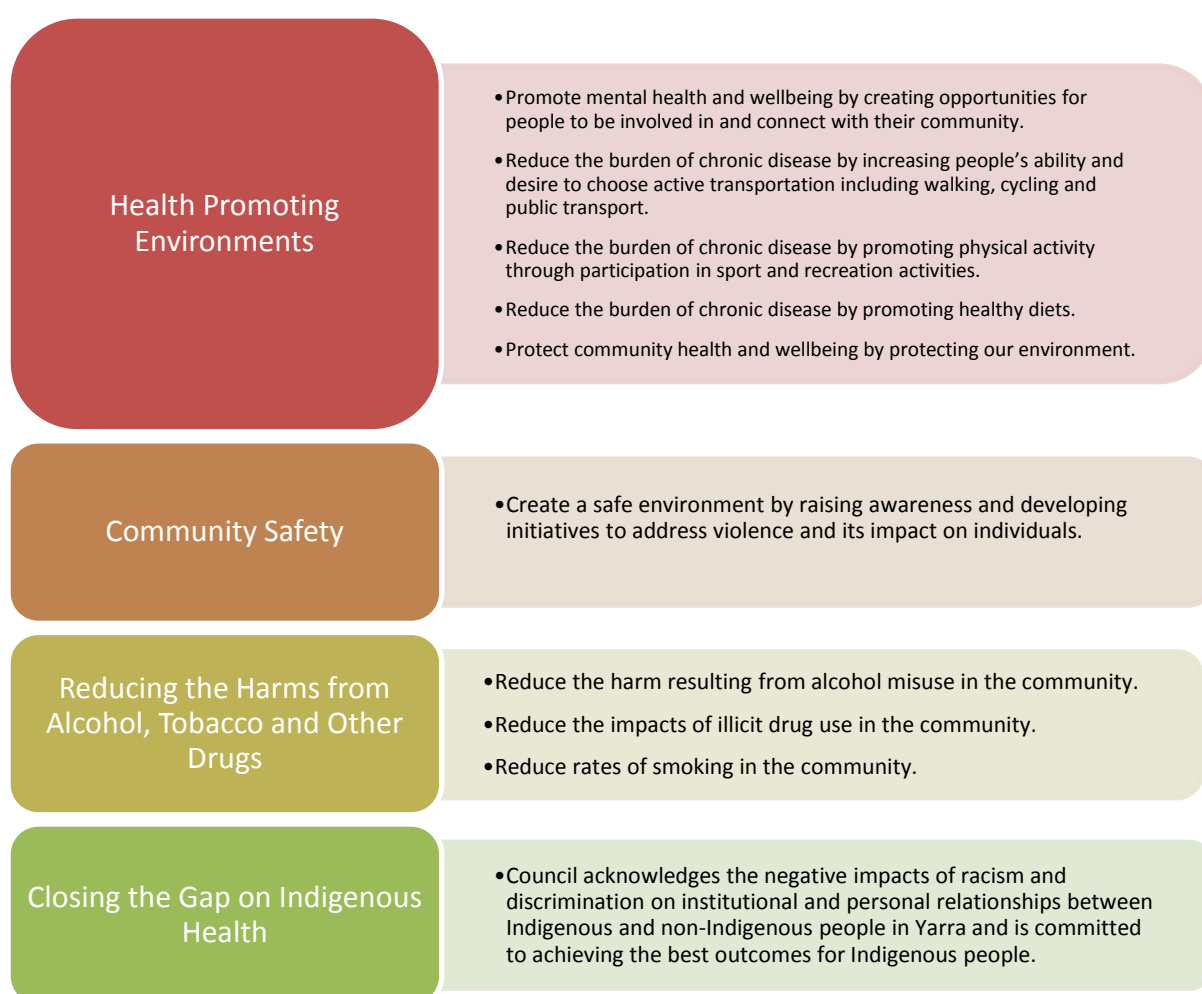 Health Promoting
Environments
•Promote mental health and wellbeing by creating opportunities for
people to be involved in and connect with their community.
•Reduce the burden of chronic disease by increasing people’s ability and
desire to choose active transportation including walking, cycling and
public transport.
•Reduce the burden of chronic disease by promoting physical activity
through participation in sport and recreation activities.
•Reduce the burden of chronic disease by promoting healthy diets.
•Protect community health and wellbeing by protecting our environment.
Community Safety
•Create a safe environment by raising awareness and developing
initiatives to address violence and its impact on individuals.
Reducing the Harms from
Alcohol, Tobacco and Other
Drugs
•Reduce the harm resulting from alcohol misuse in the community.
•Reduce the impacts of illicit drug use in the community.
•Reduce rates of smoking in the community.
Closing the Gap on Indigenous
Health
•Council acknowledges the negative impacts of racism and
discrimination on institutional and personal relationships between
Indigenous and non-Indigenous people in Yarra and is committed
to achieving the best outcomes for Indigenous people.